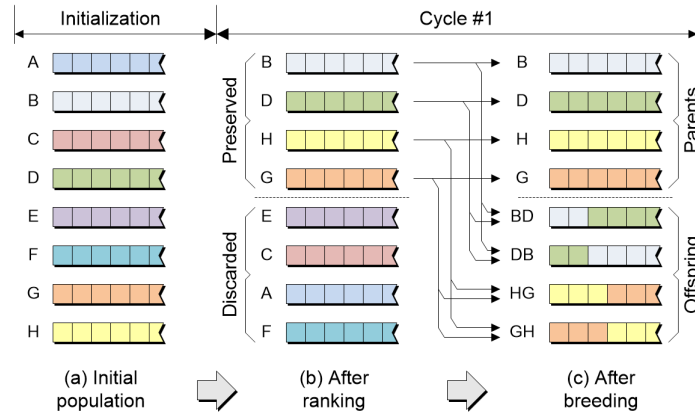 Initialization
Cycle #1
A
B
C
D
E
F
G
H
Preserved
Discarded
B
D
H
G
E
C
A
F
B
D
H
G
BD
DB
HG
GH
Parents
Offspring
(a) Initial
population
(b) After
ranking
(c) After
breeding